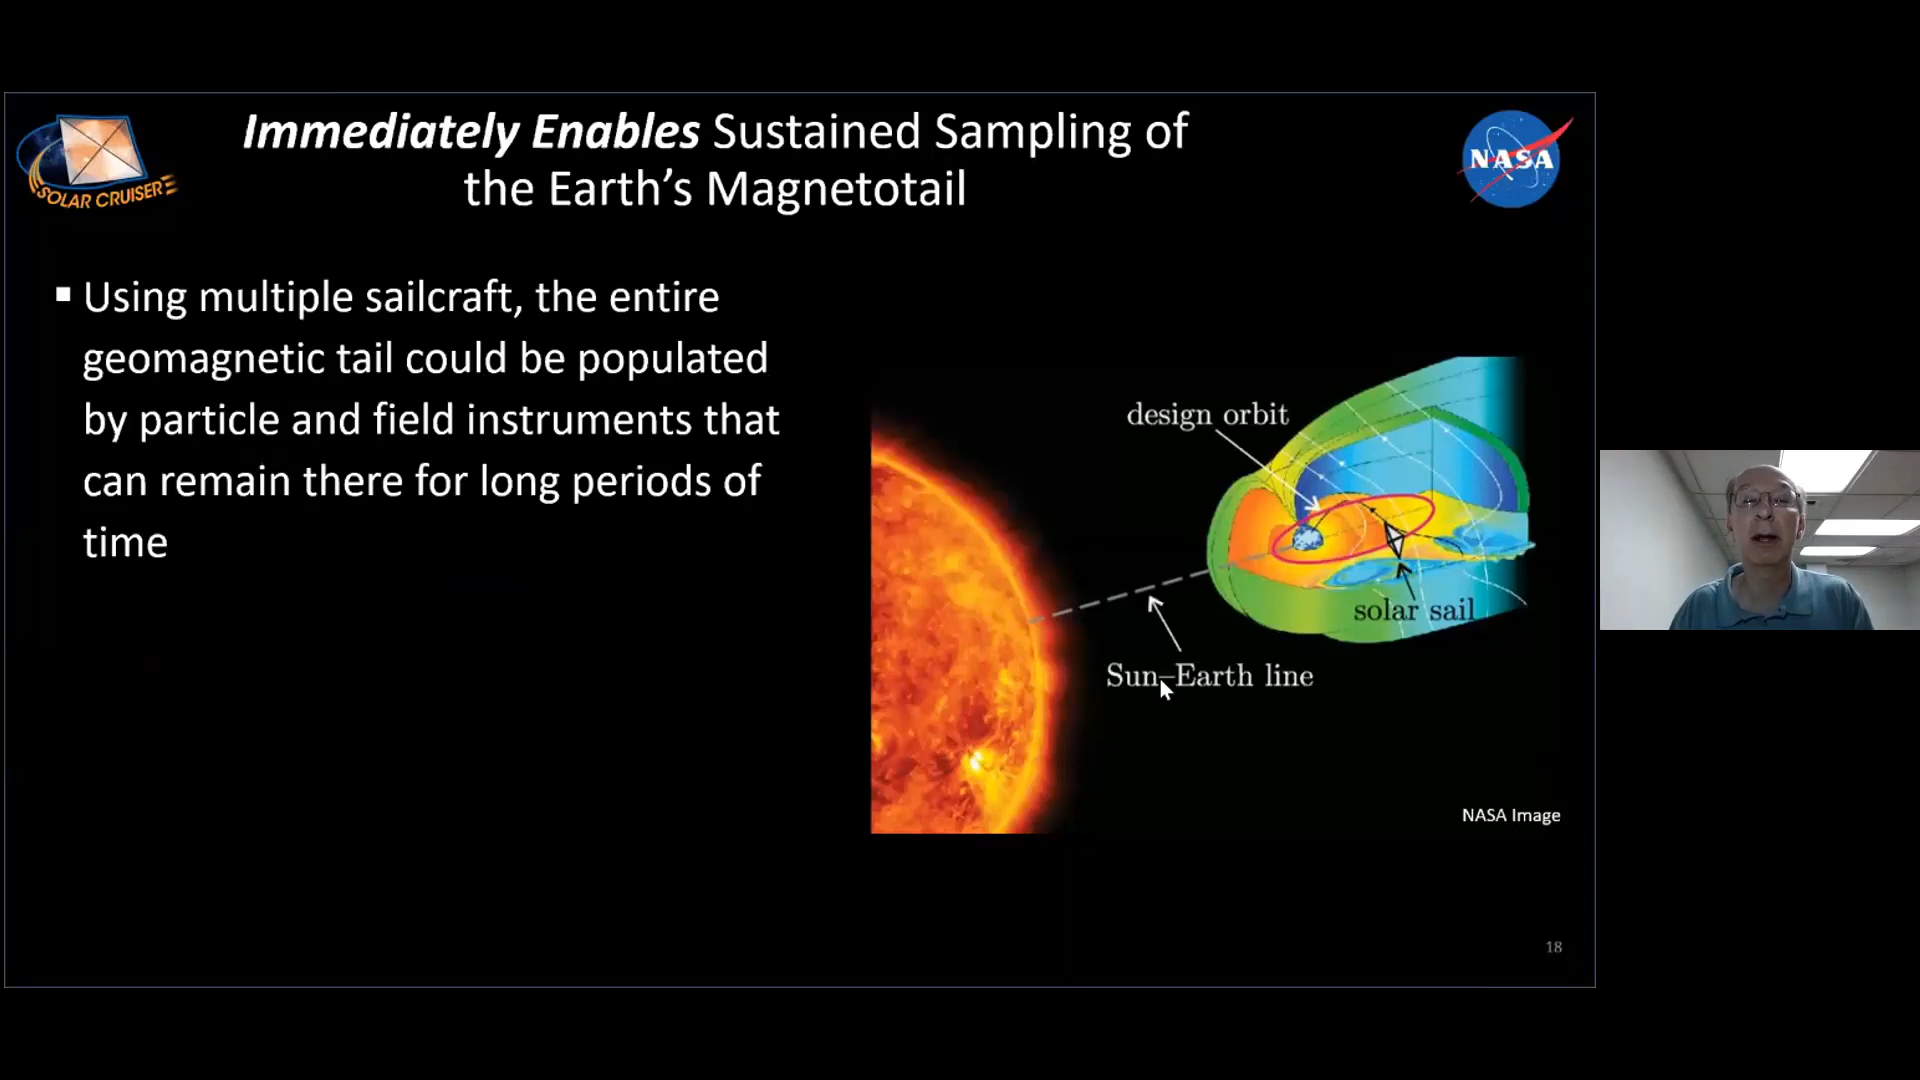 Immediately Enables Sustained Sampling of
the Earth's Magnetotail
SOLAR CRUISER
NASA
▪ Using multiple sailcraft, the entire
geomagnetic tail could be populated
by particle and field instruments that
can remain there for long periods of
time
design orbit
solar sail
Sun–Earth line
NASA Image
18